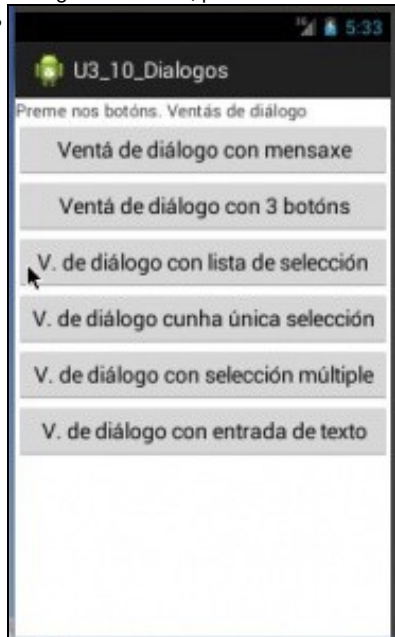 5:33
U3_10_Dialogos
Preme nos botóns. Ventás de diálogo
Ventá de diálogo con mensaxe
Ventá de diálogo con 3 botóns
V. de diálogo con lista de selección
V. de diálogo cunha única selección
V. de diálogo con selección múltiple
V. de diálogo con entrada de texto